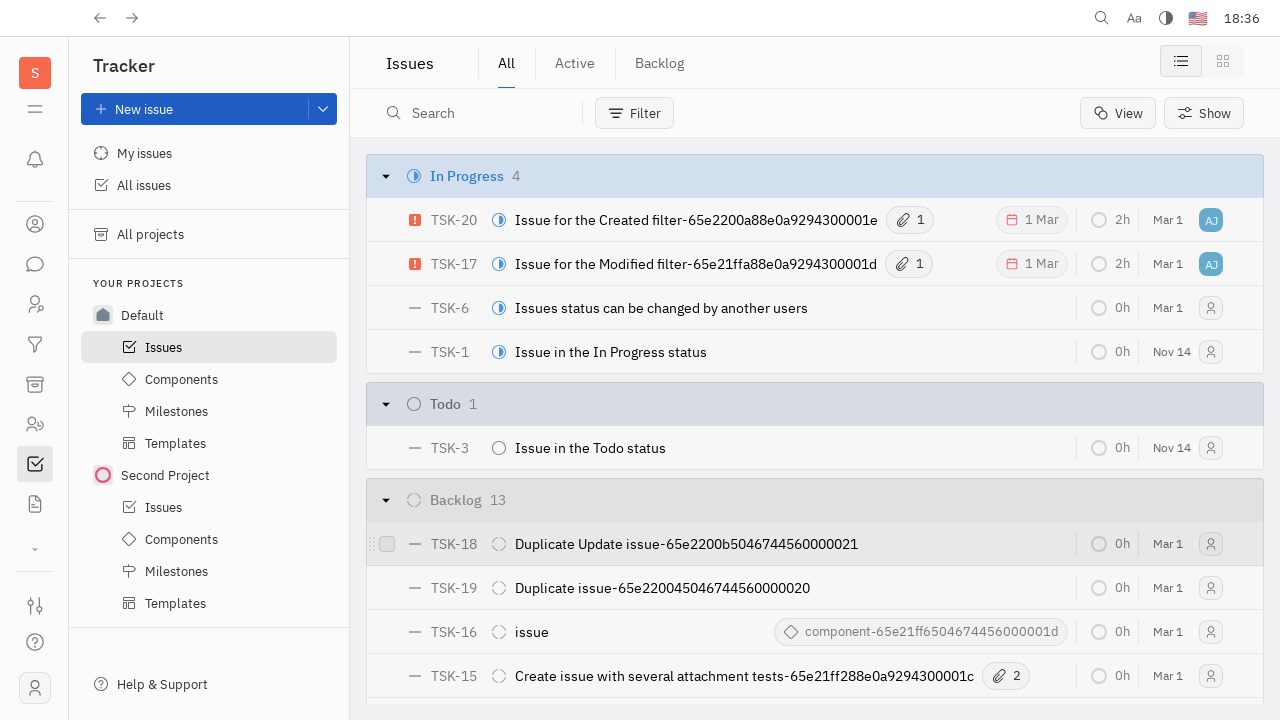 Aa 18:36
S
Tracker
New issue
My issues
All issues
All projects
YOUR PROJECTS
Default
Issues
Components
Milestones
Templates
Second Project
Issues
Components
Milestones
Templates
Help & Support
Issues All Active Backlog
Search Filter View Show
In Progress 4
TSK-20 Issue for the Created filter-65e2200a88e0a9294300001e 1 1 Mar 2h Mar 1 AJ
TSK-17 Issue for the Modified filter-65e21ffa88e0a9294300001d 1 1 Mar 2h Mar 1 AJ
TSK-6 Issues status can be changed by another users 0h Mar 1
TSK-1 Issue in the In Progress status 0h Nov 14
Todo 1
TSK-3 Issue in the Todo status 0h Nov 14
Backlog 13
TSK-18 Duplicate Update issue-65e2200b5046744560000021 0h Mar 1
TSK-19 Duplicate issue-65e220045046744560000020 0h Mar 1
TSK-16 issue component-65e21ff6504674456000001d 0h Mar 1
TSK-15 Create issue with several attachment tests-65e21ff288e0a9294300001c 2 0h Mar 1